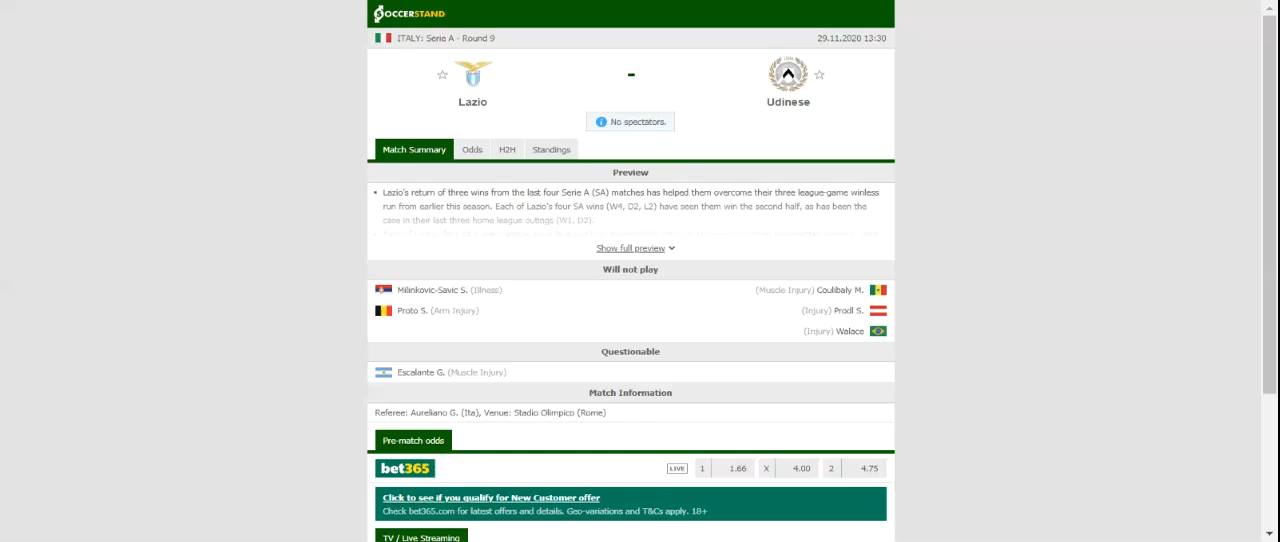 SOCCERSTAND
ITALY: Serie A - Round 9 29.11.2020 13:30
-
Lazio Udinese
No spectators.
Match Summary Odds H2H Standings
Preview
• Lazio's return of three wins from the last four Serie A (SA) matches has helped them overcome their three league-game winless
run from earlier this season. Each of Lazio's four SA wins (W4, D2, L2) have seen them win the second half, as has been the
case in their last three home league outings (W1, D2).
Show full preview
Will not play
Milinkovic-Savic S. (Illness) (Muscle Injury) Coulibaly M.
Proto S. (Arm Injury) (Injury) Prodl S.
(Injury) Walace
Questionable
Escalante G. (Muscle Injury)
Match Information
Referee: Aureliano G. (Ita), Venue: Stadio Olimpico (Rome)
Pre-match odds
bet365 LIVE 1 1.66 X 4.00 2 4.75
Click to see if you qualify for New Customer offer
Check bet365.com for latest offers and details. Geo-variations and T&Cs apply. 18+
TV / Live Streaming